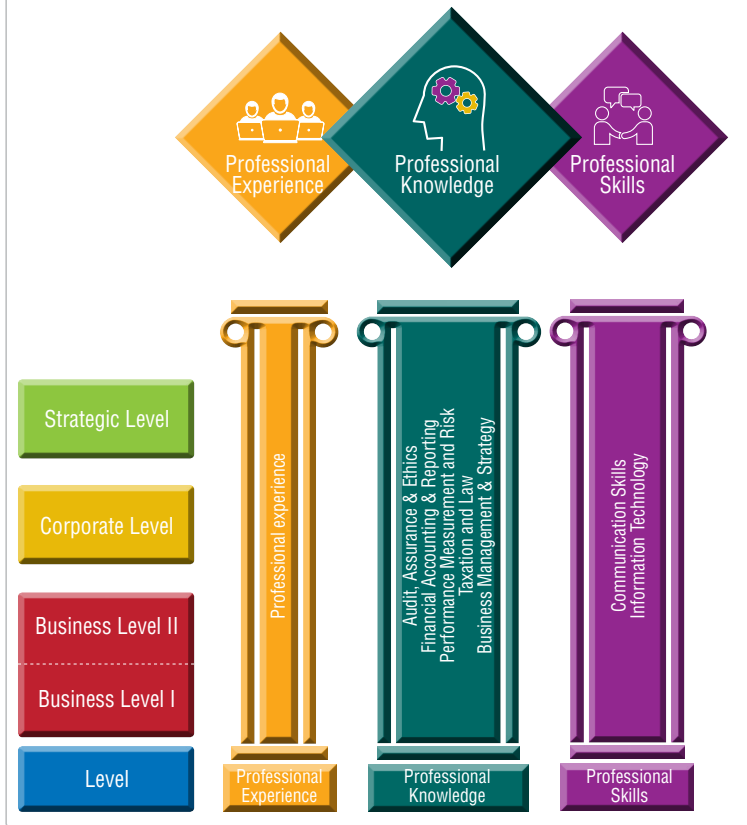 Professional
Experience
Professional
Knowledge
Professional
Skills
Strategic Level
Corporate Level
Business Level II
Business Level I
Level
Professional experience
Audit, Assurance & Ethics
Financial Accounting & Reporting
Performance Measurement and Risk
Taxation and Law
Business Management & Strategy
Communication Skills
Information Technology
Professional
Experience
Professional
Knowledge
Professional
Skills